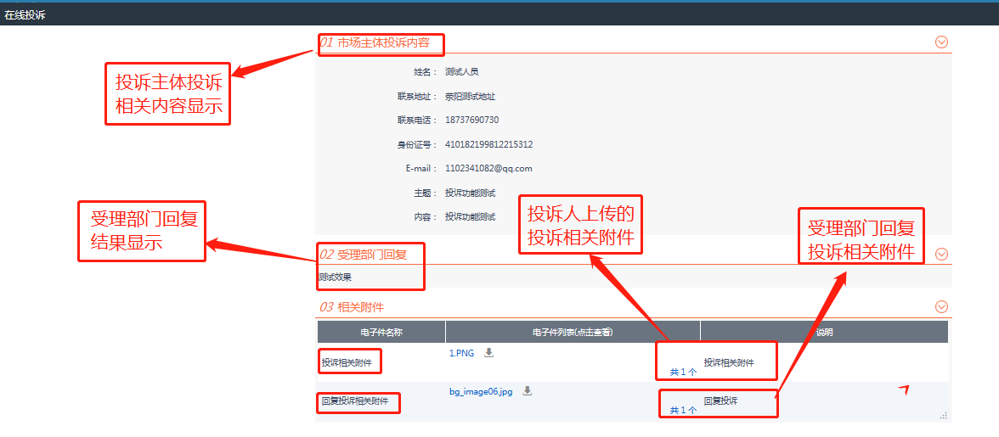 在线投诉
01 市场主体投诉内容
投诉主体投诉
相关内容显示
姓名： 测试人员
联系地址： 荥阳测试地址
联系电话： 18737690730
身份证号： 410182199812215312
E-mail： 1102341082@qq.com
主题： 投诉功能测试
内容： 投诉功能测试
受理部门回复
结果显示
投诉人上传的
投诉相关附件
受理部门回复
投诉相关附件
02 受理部门回复
测试效果
03 相关附件
电子件名称 电子件列表(点击查看) 说明
投诉相关附件 1.PNG 共 1 个 投诉相关附件
回复投诉相关附件 bg_image06.jpg 共 1 个 回复投诉